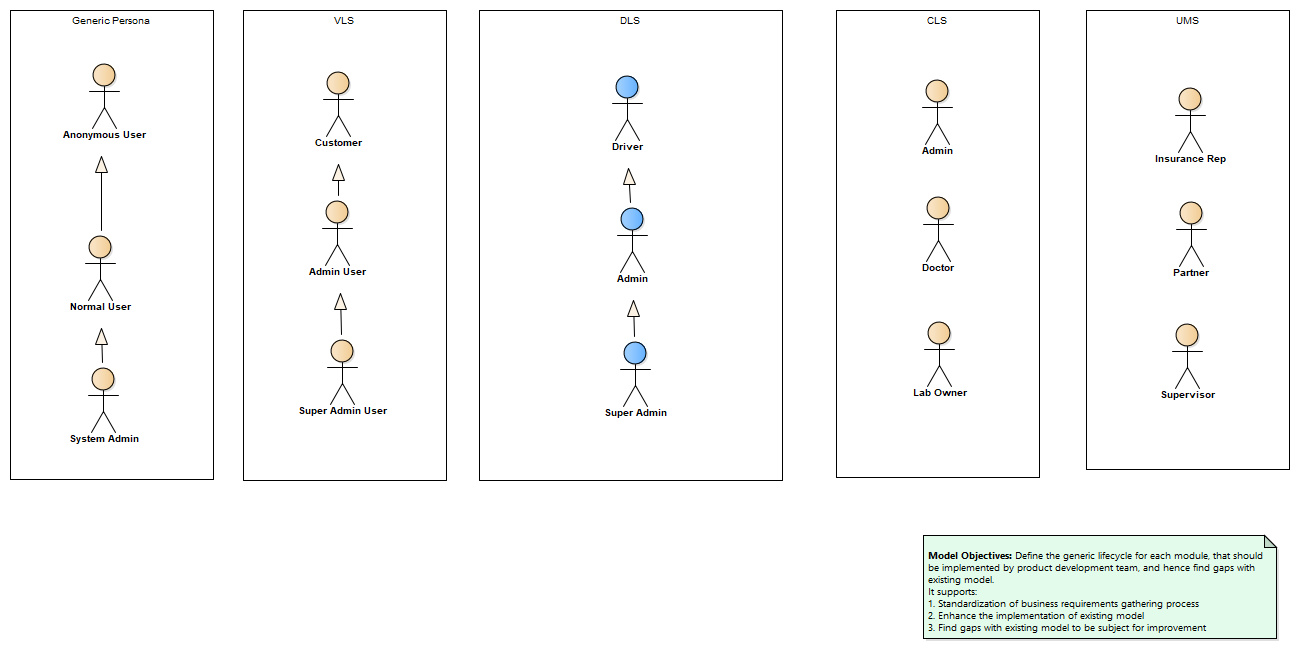 Generic Persona
Anonymous User
Normal User
System Admin
VLS
Customer
Admin User
Super Admin User
DLS
Driver
Admin
Super Admin
CLS
Admin
Doctor
Lab Owner
UMS
Insurance Rep
Partner
Supervisor
Model Objectives: Define the generic lifecycle for each module, that should
be implemented by product development team, and hence find gaps with
existing model.
It supports:
1. Standardization of business requirements gathering process
2. Enhance the implementation of existing model
3. Find gaps with existing model to be subject for improvement